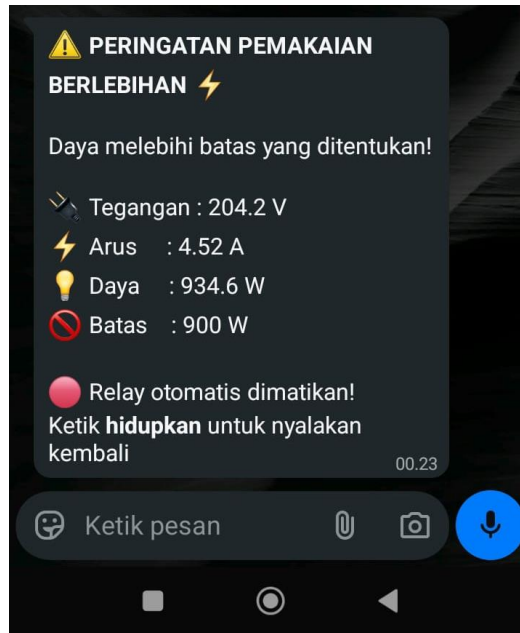 ⚠️ PERINGATAN PEMAKAIAN
BERLEBIHAN ⚡
Daya melebihi batas yang ditentukan!
🔌 Tegangan : 204.2 V
⚡ Arus : 4.52 A
💡 Daya : 934.6 W
🚫 Batas : 900 W
🔴 Relay otomatis dimatikan!
Ketik hidupkan untuk nyalakan
kembali
00.23
Ketik pesan